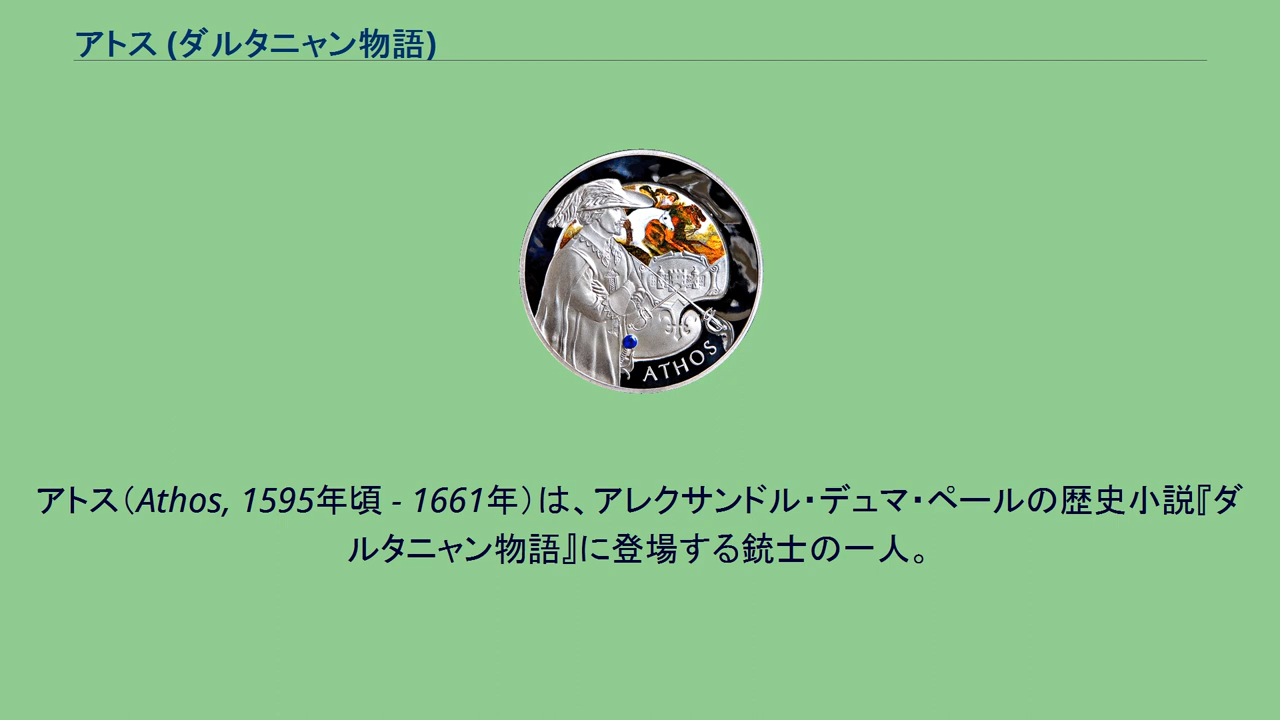 アトス (ダルタニャン物語)
ATHOS
アトス（Athos, 1595年頃 - 1661年）は、アレクサンドル・デュマ・ペールの歴史小説『ダ
ルタニャン物語』に登場する銃士の一人。